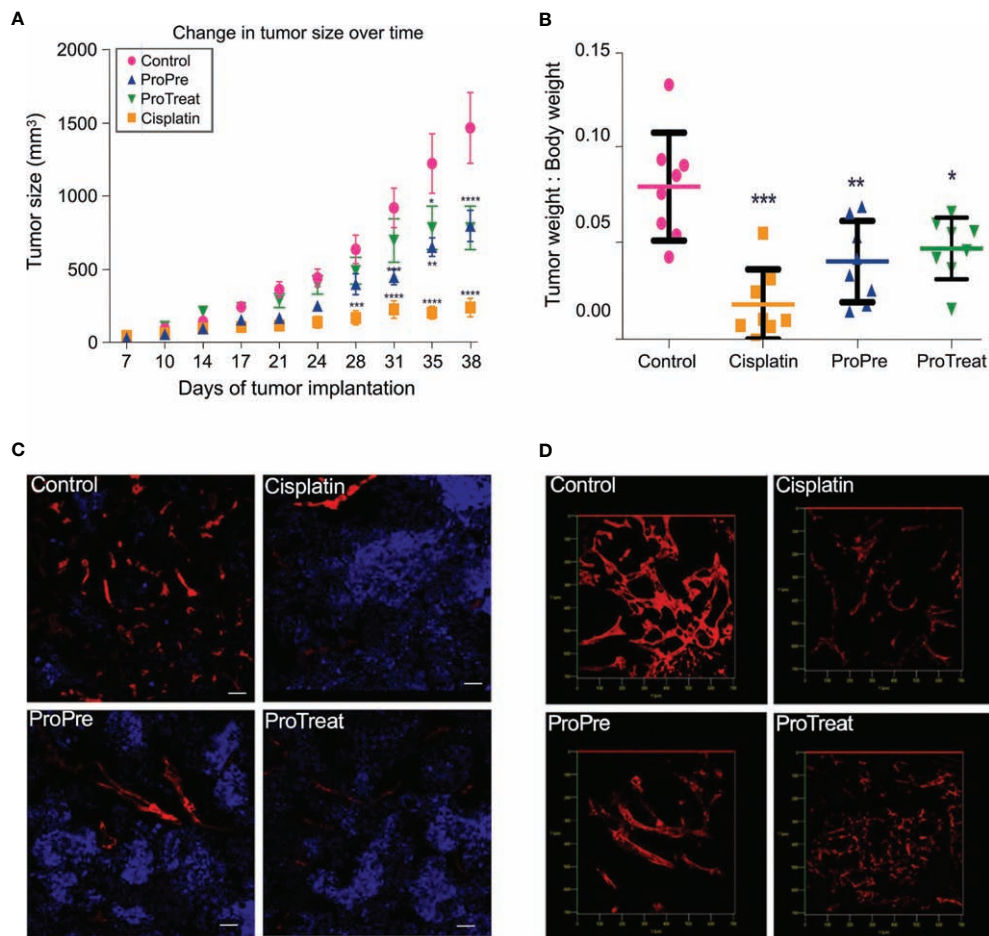 A
Change in tumor size over time
2000
1500
1000
500
0
Tumor size (mm³)
Control
ProPre
ProTreat
Cisplatin
*
****
***
**
***
****
****
****
7 10 14 17 21 24 28 31 35 38
Days of tumor implantation
B
0.15
0.10
0.05
0.00
Tumor weight : Body weight
***
**
*
Control Cisplatin ProPre ProTreat
C
Control Cisplatin
ProPre ProTreat
D
Control Cisplatin
ProPre ProTreat